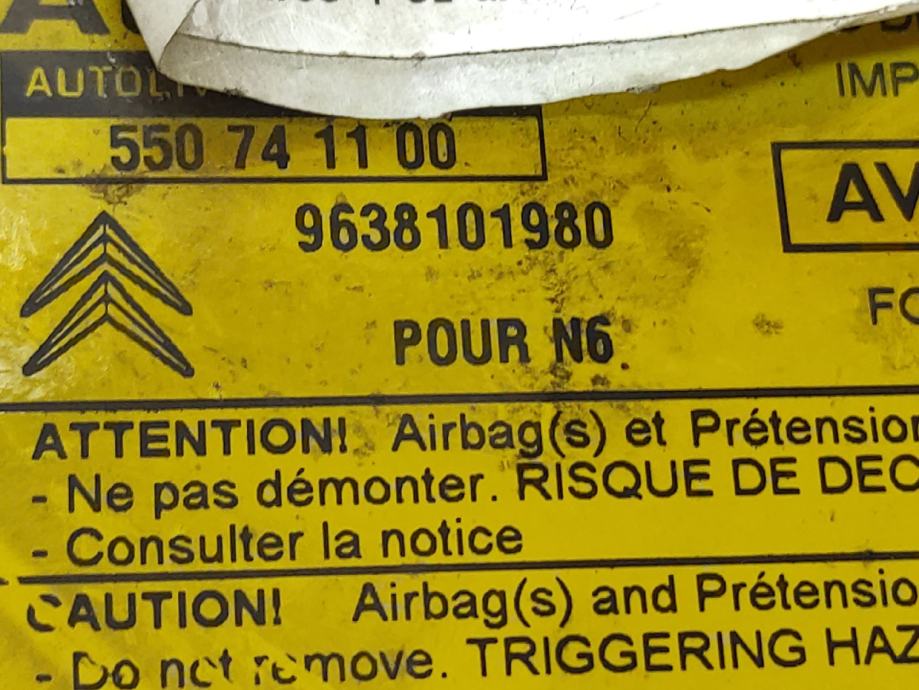 IMP
550 74 11 00
AV
9638101980
FO
POUR N6
ATTENTION! Airbag(s) et Prétension
- Ne pas démonter. RISQUE DE DEC
- Consulter la notice
CAUTION! Airbag(s) and Prétensio
- Do not remove. TRIGGERING HAZ